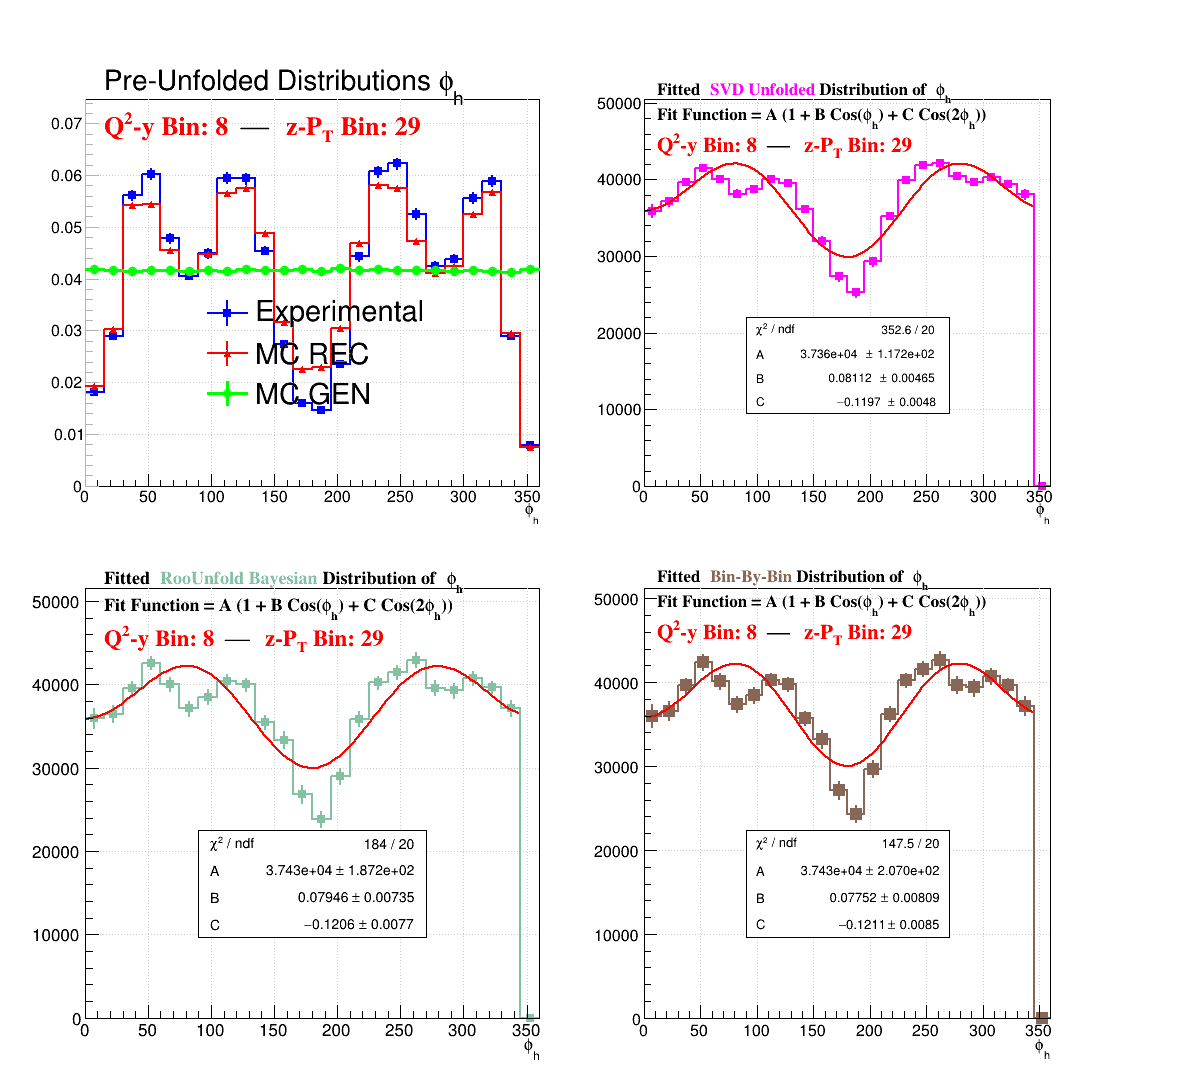 Pre-Unfolded Distributions ϕh
Q²-y Bin: 8 — z-PT Bin: 29
0.07
0.06
0.05
0.04
0.03
0.02
0.01
0
Experimental
MC REC
MC GEN
0 50 100 150 200 250 300 350
ϕh
Fitted SVD Unfolded Distribution of ϕh
Fit Function = A (1 + B Cos(ϕh) + C Cos(2ϕh))
Q²-y Bin: 8 — z-PT Bin: 29
50000
40000
30000
20000
10000
0
χ² / ndf 352.6 / 20
A 3.736e+04 ± 1.172e+02
B 0.08112 ± 0.00465
C −0.1197 ± 0.0048
0 50 100 150 200 250 300 350
ϕh
Fitted RooUnfold Bayesian Distribution of ϕh
Fit Function = A (1 + B Cos(ϕh) + C Cos(2ϕh))
Q²-y Bin: 8 — z-PT Bin: 29
50000
40000
30000
20000
10000
0
χ² / ndf 184 / 20
A 3.743e+04 ± 1.872e+02
B 0.07946 ± 0.00735
C −0.1206 ± 0.0077
0 50 100 150 200 250 300 350
ϕh
Fitted Bin-By-Bin Distribution of ϕh
Fit Function = A (1 + B Cos(ϕh) + C Cos(2ϕh))
Q²-y Bin: 8 — z-PT Bin: 29
50000
40000
30000
20000
10000
0
χ² / ndf 147.5 / 20
A 3.743e+04 ± 2.070e+02
B 0.07752 ± 0.00809
C −0.1211 ± 0.0085
0 50 100 150 200 250 300 350
ϕh